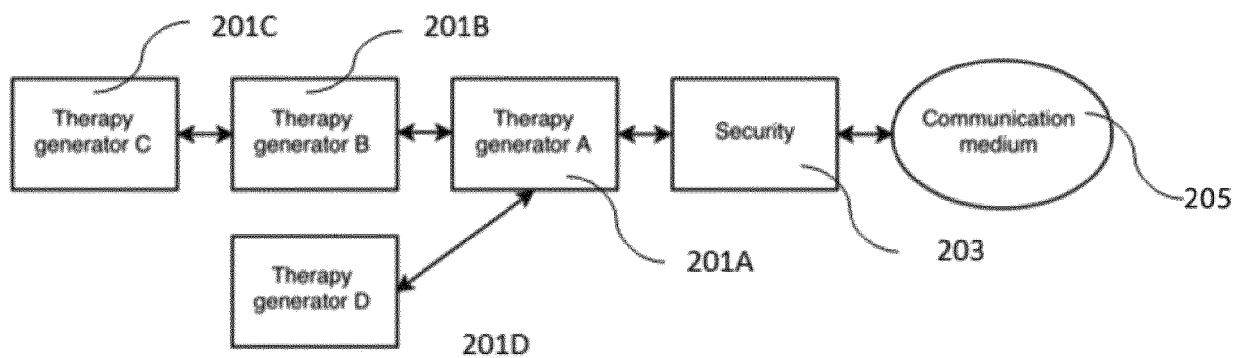 201C
201B
Therapy
generator C
Therapy
generator B
Therapy
generator A
Security
Communication
medium
205
203
201A
Therapy
generator D
201D